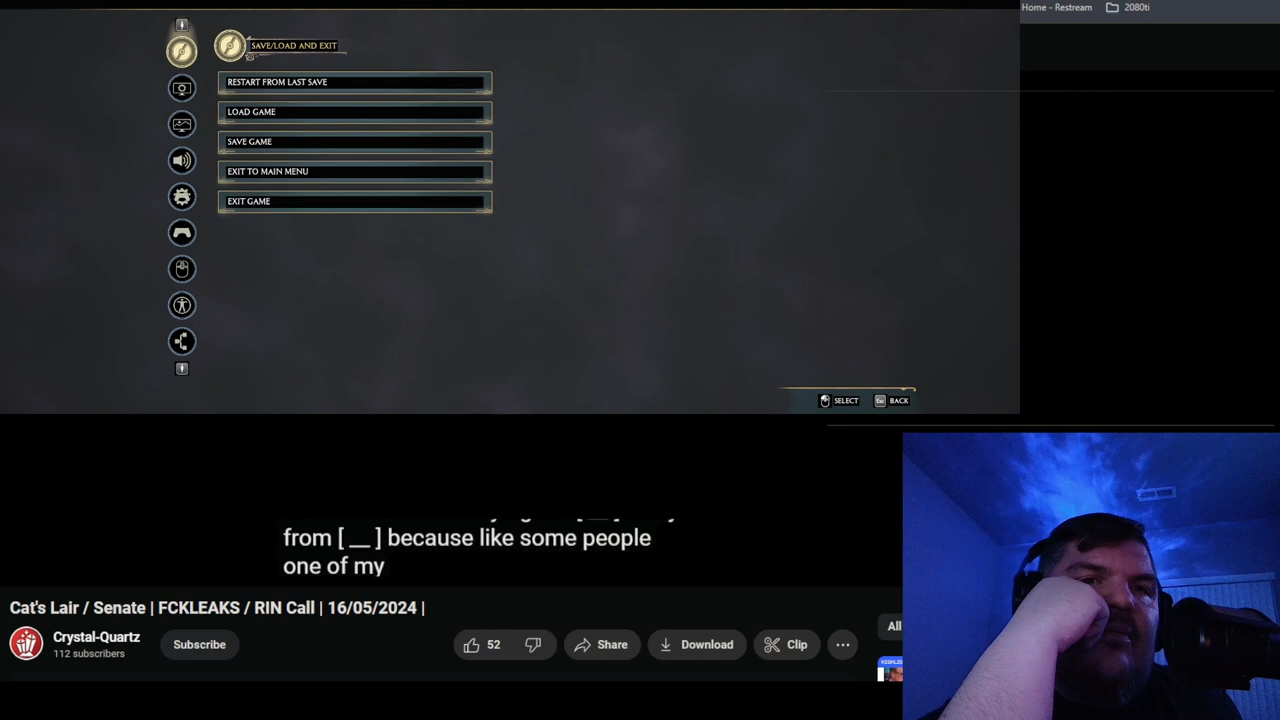 Home - Restream
2080ti
SAVE/LOAD AND EXIT
RESTART FROM LAST SAVE
LOAD GAME
SAVE GAME
EXIT TO MAIN MENU
EXIT GAME
SELECT
Esc
BACK
from [ __ ] because like some people
one of my
Cat's Lair / Senate | FCKLEAKS / RIN Call | 16/05/2024 |
Crystal-Quartz
112 subscribers
Subscribe
52
Share
Download
Clip
All